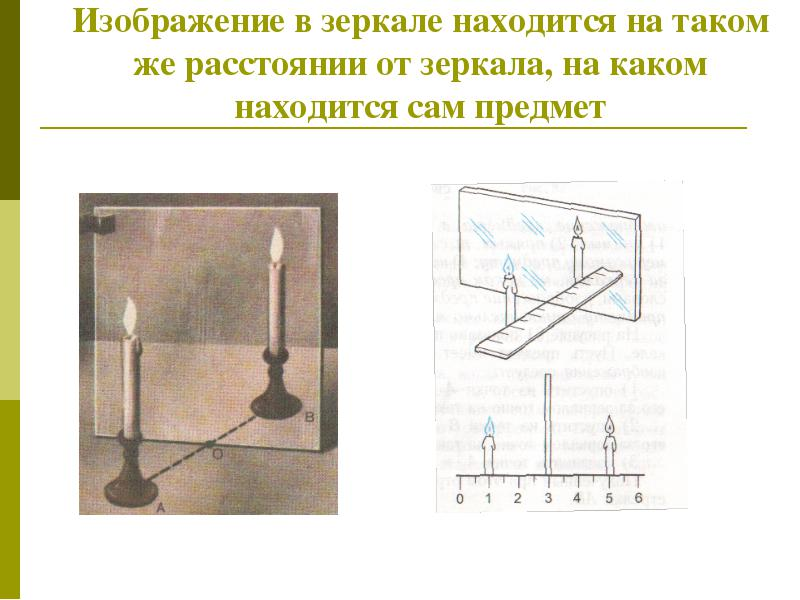 Изображение в зеркале находится на таком
же расстоянии от зеркала, на каком
находится сам предмет
B
O
A
0 1 2 3 4 5 6